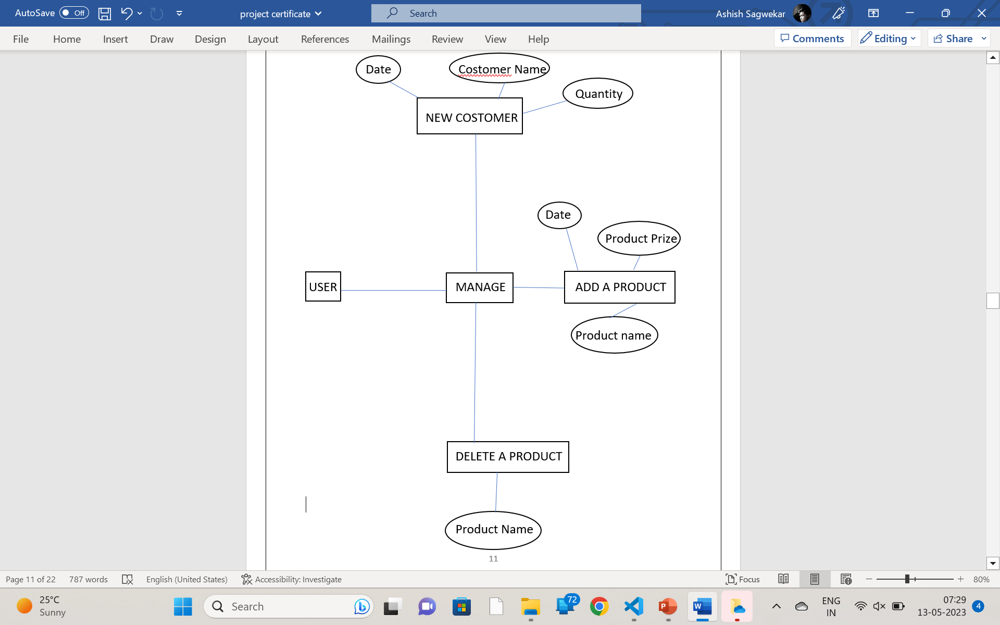 AutoSave Off project certificate Search Ashish Sagwekar
File Home Insert Draw Design Layout References Mailings Review View Help Comments Editing Share
Date Costomer Name
Quantity
NEW COSTOMER
Date
Product Prize
USER MANAGE ADD A PRODUCT
Product name
DELETE A PRODUCT
Product Name
11
Page 11 of 22 787 words English (United States) Accessibility: Investigate Focus 80%
25°C
Sunny
Search
72
P
W
ENG
IN
07:29
13-05-2023
4